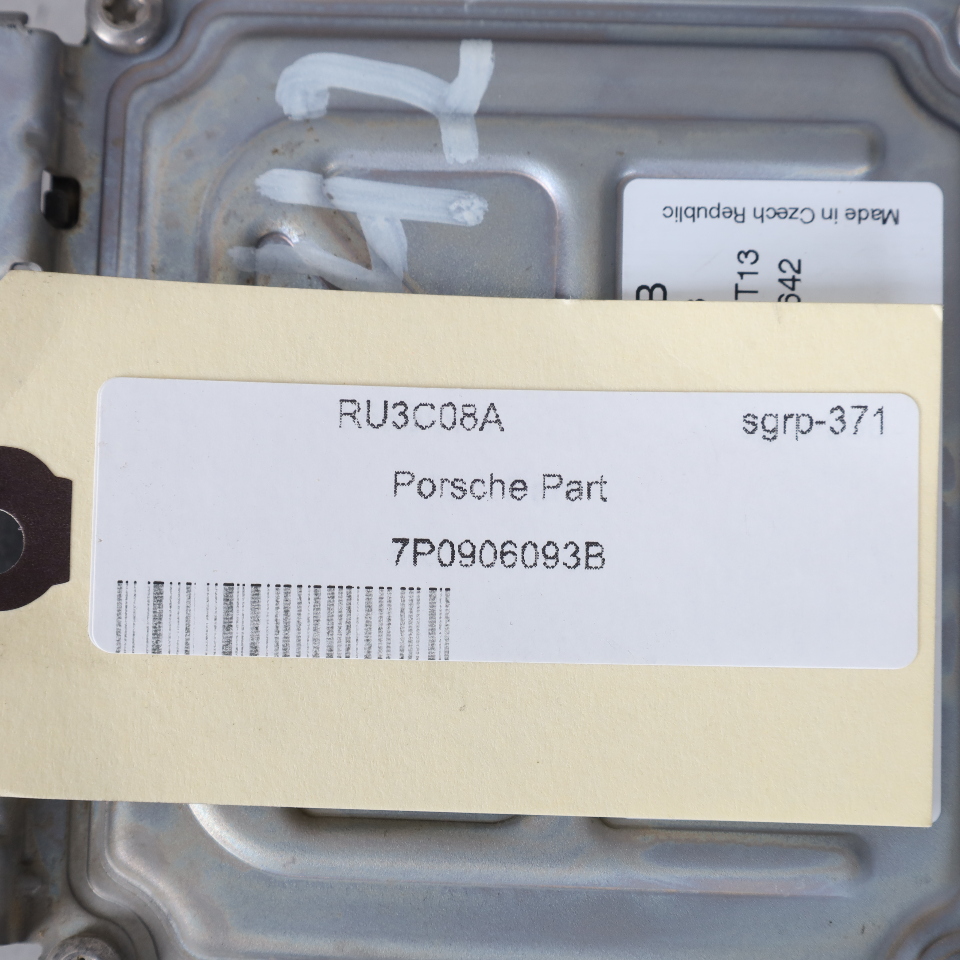 Made in Czech Republic
B
T13
642
RU3C08A sgrp-371
Porsche Part
7P0906093B